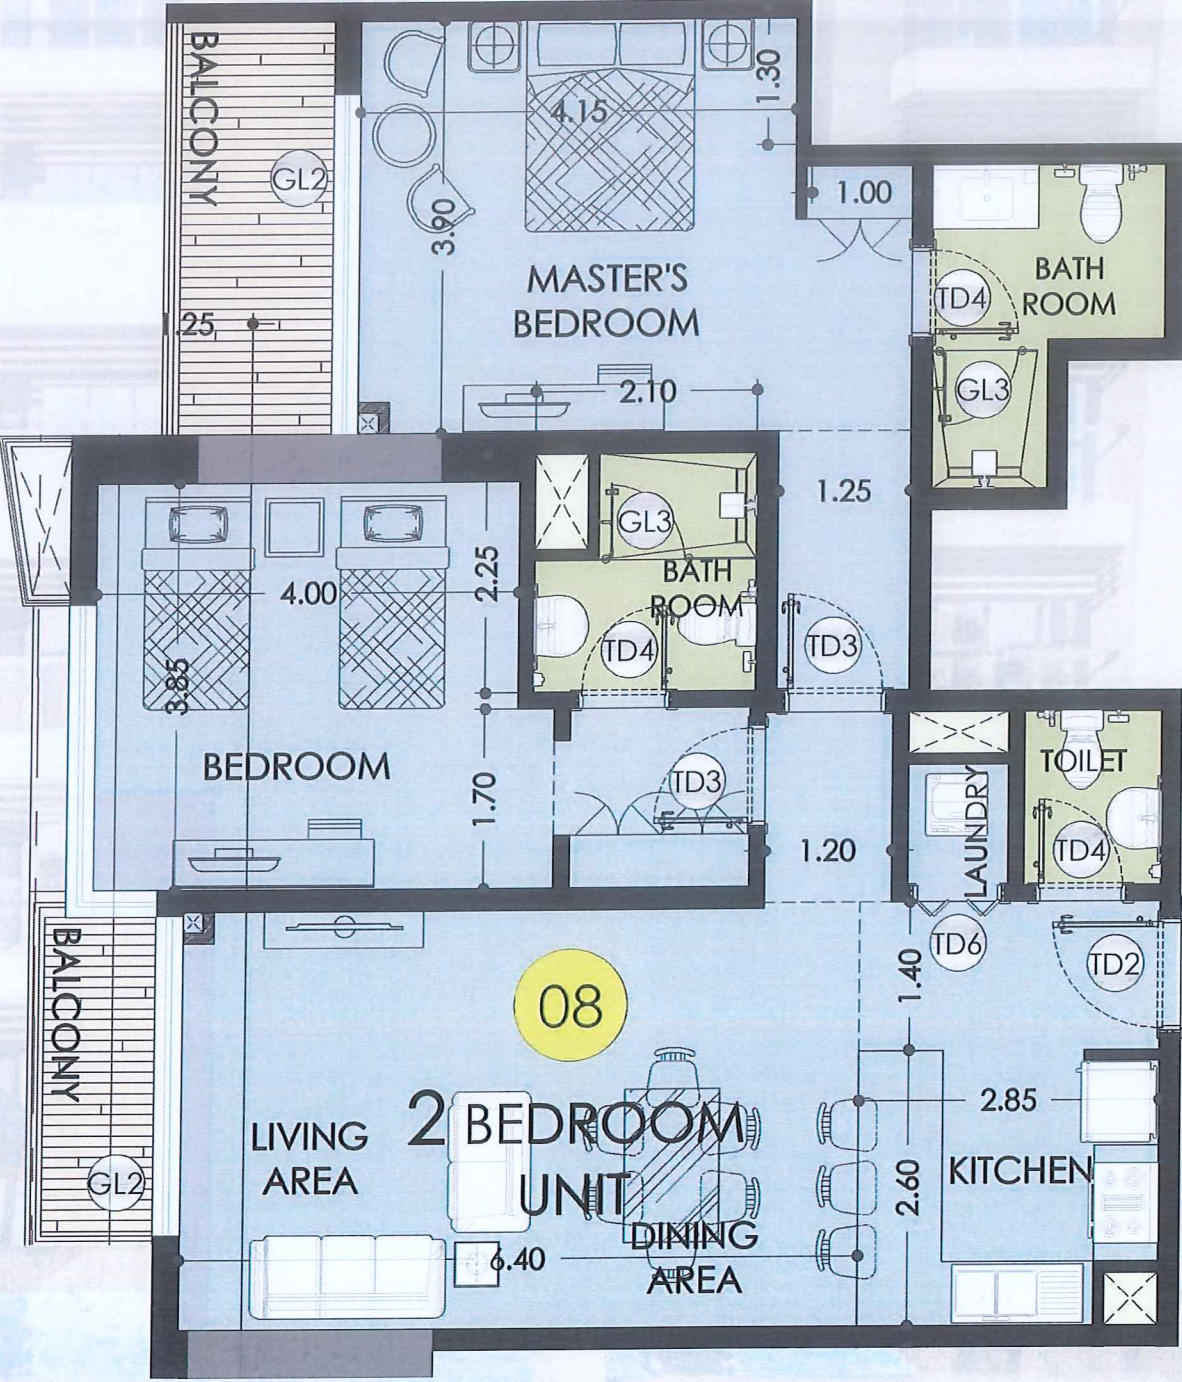 BALCONY
GL2
1.30
4.15
1.00
3.90
MASTER'S
BEDROOM
TD4
BATH
ROOM
.25
GL3
2.10
1.25
GL3
BATH
ROOM
2.25
4.00
TD4
TD3
3.85
BEDROOM
1.70
TD3
TOILET
LAUNDRY
1.20
TD4
BALCONY
08
1.40
TD6
TD2
2 BEDROOM
UNIT
LIVING
AREA
2.85
GL2
KITCHEN
2.60
DINING
AREA
6.40